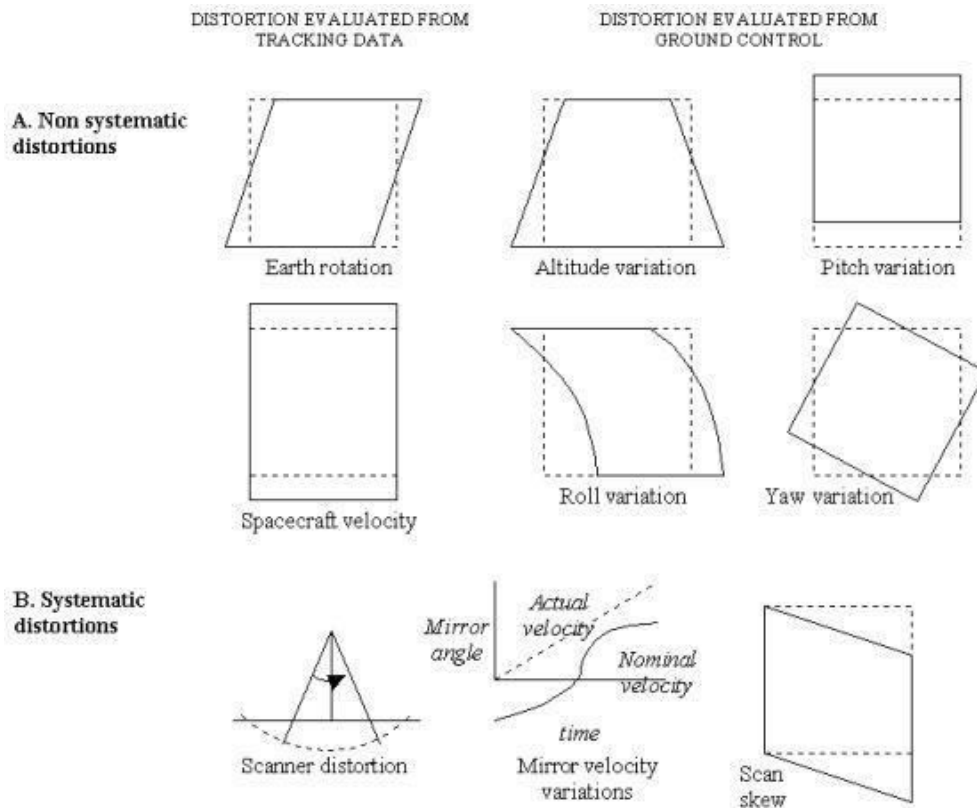 DISTORTION EVALUATED FROM
TRACKING DATA
DISTORTION EVALUATED FROM
GROUND CONTROL
A. Non systematic
distortions
Earth rotation
Altitude variation
Pitch variation
Spacecraft velocity
Roll variation
Yaw variation
B. Systematic
distortions
Mirror
angle
Actual
velocity
Nominal
velocity
time
Scanner distortion
Mirror velocity
variations
Scan
skew